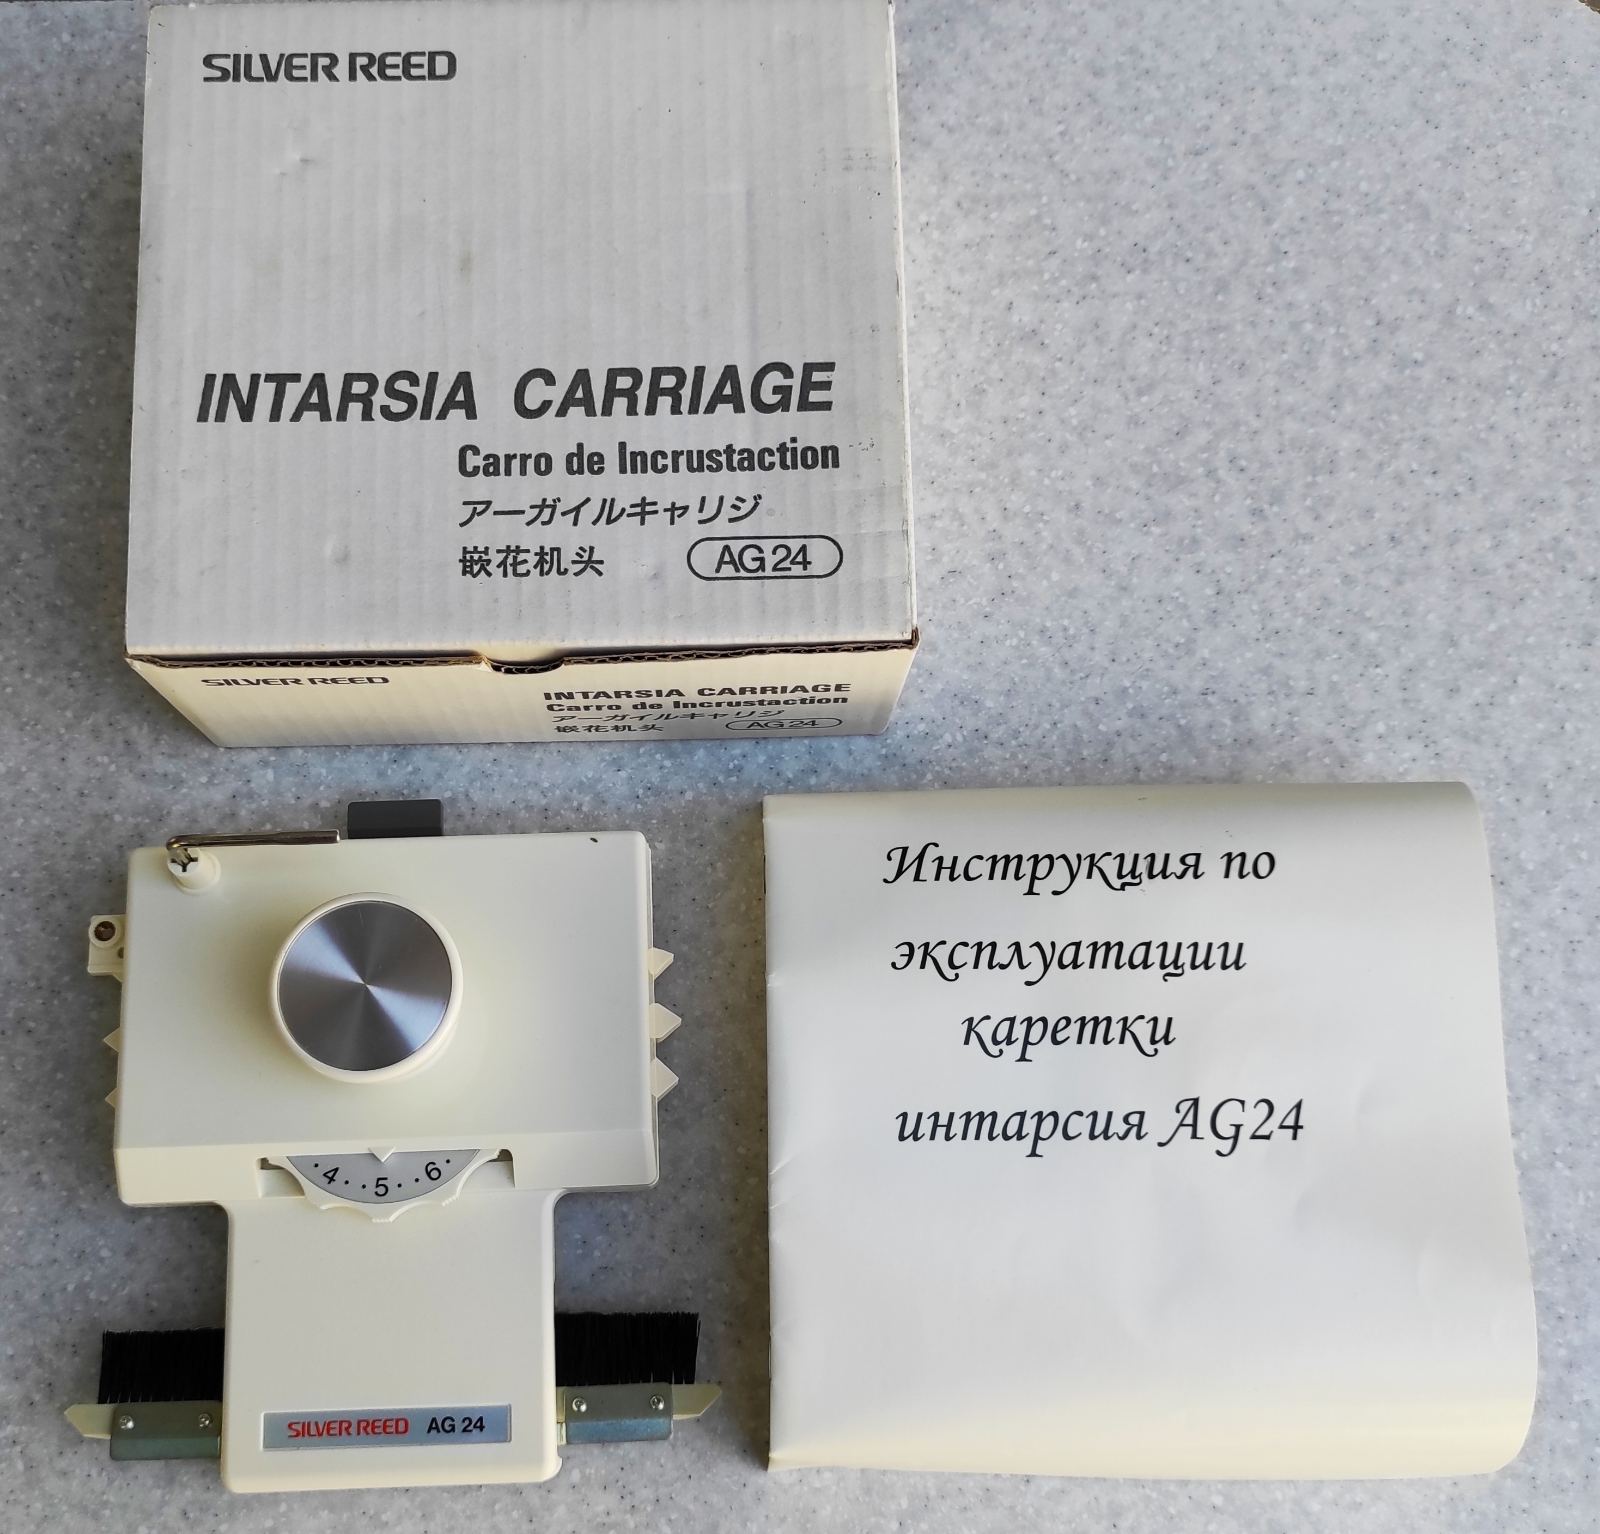 SILVER REED
INTARSIA CARRIAGE
Carro de Incrustaction
アーガイルキャリジ
嵌花机头 AG24
SILVER REED
INTARSIA CARRIAGE
Carro de Incrustaction
アーガイルキャリジ
嵌花机头 AG24
4 · · 5 · · 6 ·
SILVER REED AG 24
Инструкция по
эксплуатации
каретки
интарсия AG24